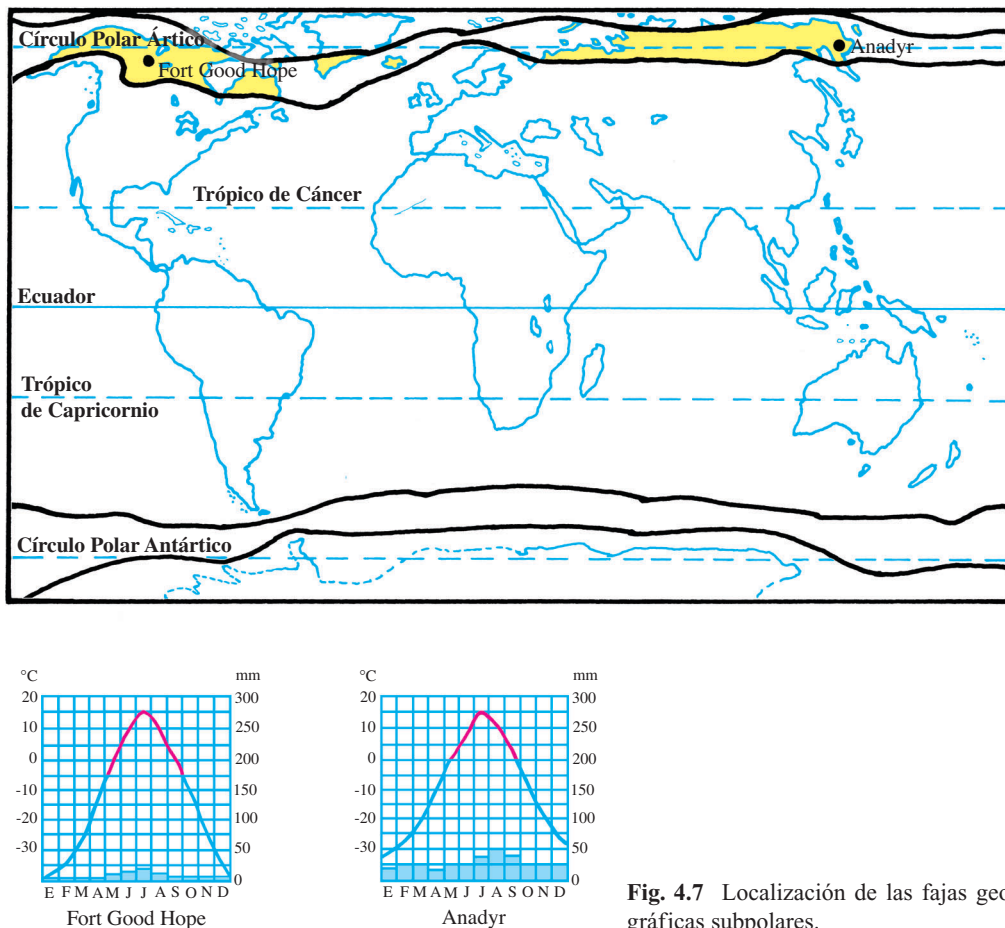 Círculo Polar Ártico
Anadyr
Fort Good Hope
Trópico de Cáncer
Ecuador
Trópico
de Capricornio
Círculo Polar Antártico
°C mm
20 300
10 250
0 200
-10 150
-20 100
-30 50
0
E F M A M J J A S O N D
Fort Good Hope
°C mm
20 300
10 250
0 200
-10 150
-20 100
-30 50
0
E F M A M J J A S O N D
Anadyr
Fig. 4.7 Localización de las fajas geo
gráficas subpolares.